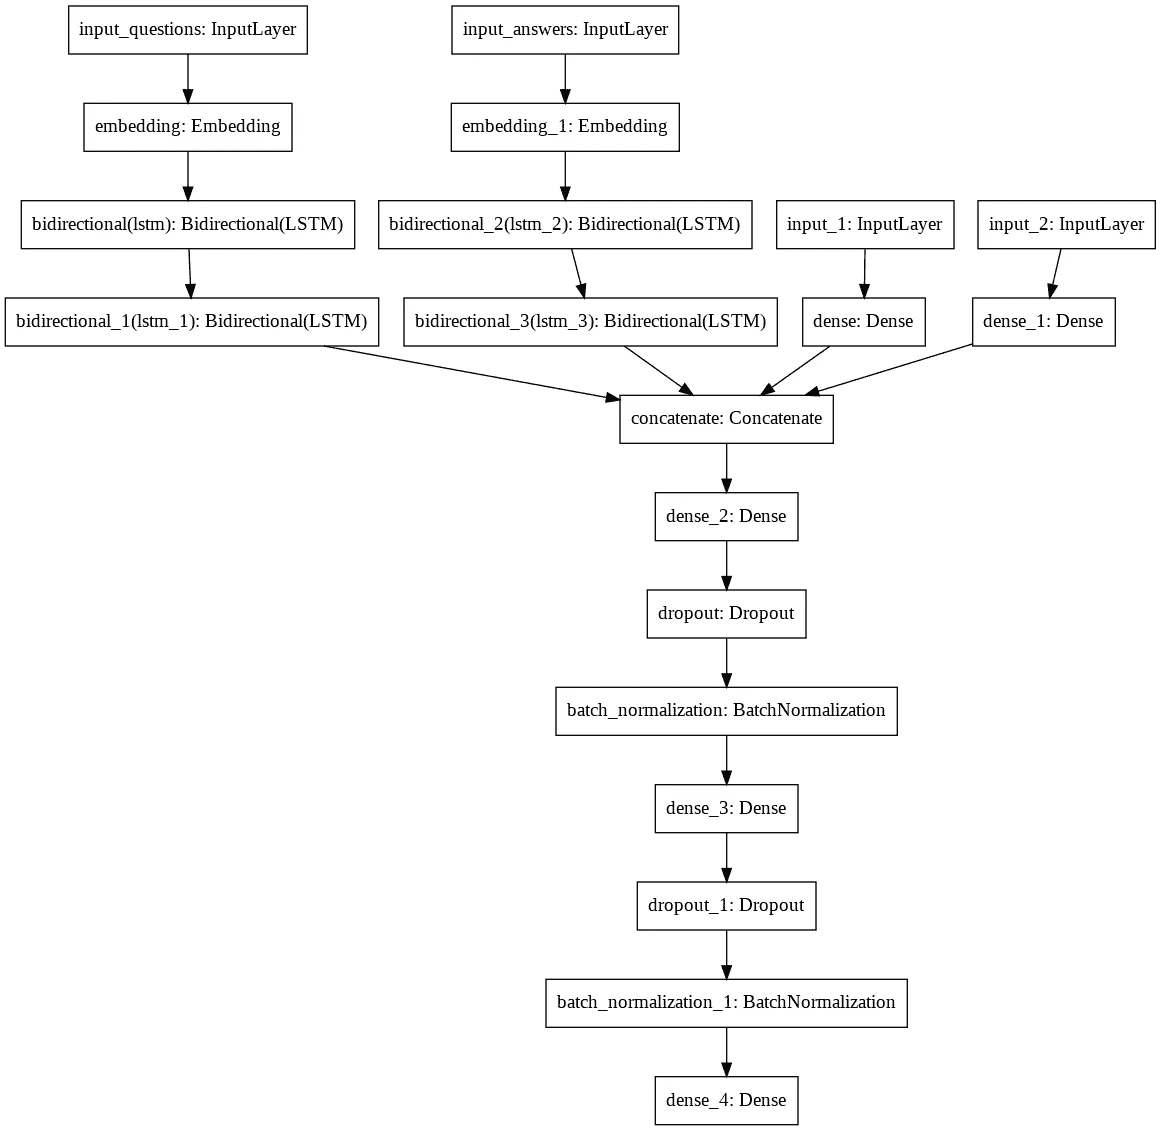 input_questions: InputLayer
input_answers: InputLayer
embedding: Embedding
embedding_1: Embedding
bidirectional(lstm): Bidirectional(LSTM)
bidirectional_2(lstm_2): Bidirectional(LSTM)
input_1: InputLayer
input_2: InputLayer
bidirectional_1(lstm_1): Bidirectional(LSTM)
bidirectional_3(lstm_3): Bidirectional(LSTM)
dense: Dense
dense_1: Dense
concatenate: Concatenate
dense_2: Dense
dropout: Dropout
batch_normalization: BatchNormalization
dense_3: Dense
dropout_1: Dropout
batch_normalization_1: BatchNormalization
dense_4: Dense